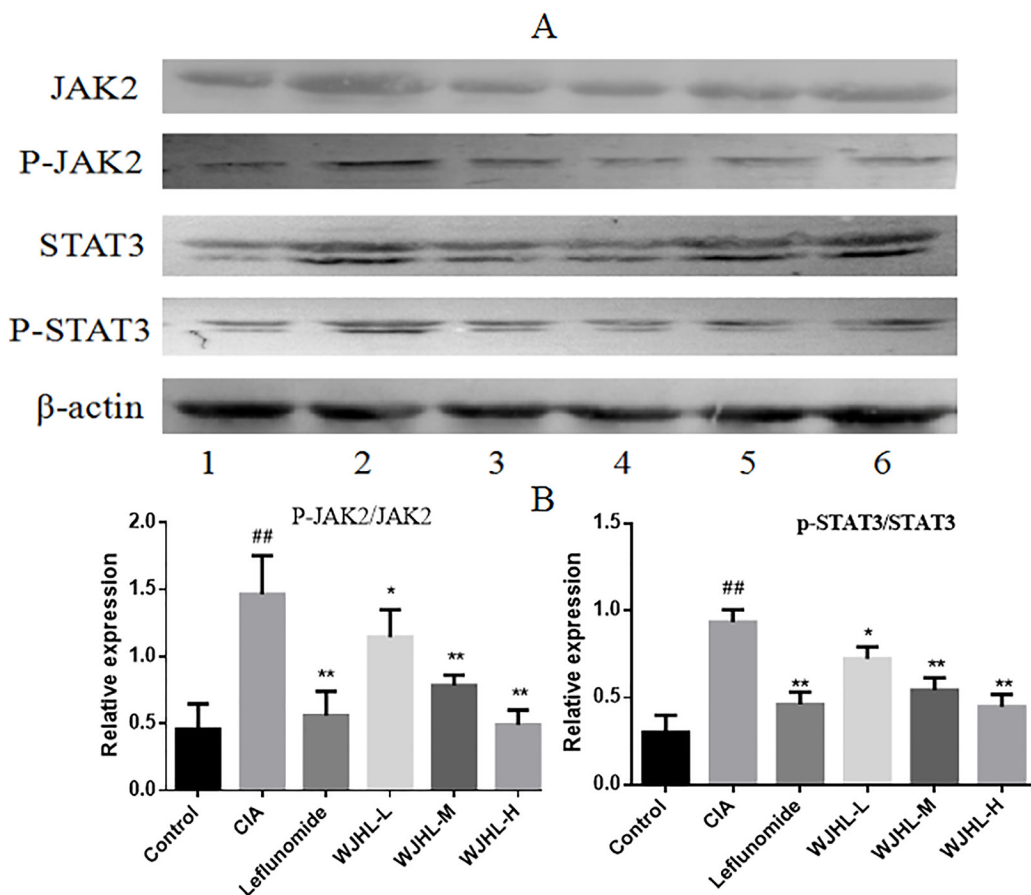 A
JAK2
P-JAK2
STAT3
P-STAT3
β-actin
1 2 3 4 5 6
B
P-JAK2/JAK2
Relative expression
2.0
1.5
1.0
0.5
0.0
##
**
*
**
**
Control
CIA
Leflunomide
WJHL-L
WJHL-M
WJHL-H
p-STAT3/STAT3
Relative expression
1.5
1.0
0.5
0.0
##
**
*
**
**
Control
CIA
Leflunomide
WJHL-L
WJHL-M
WJHL-H